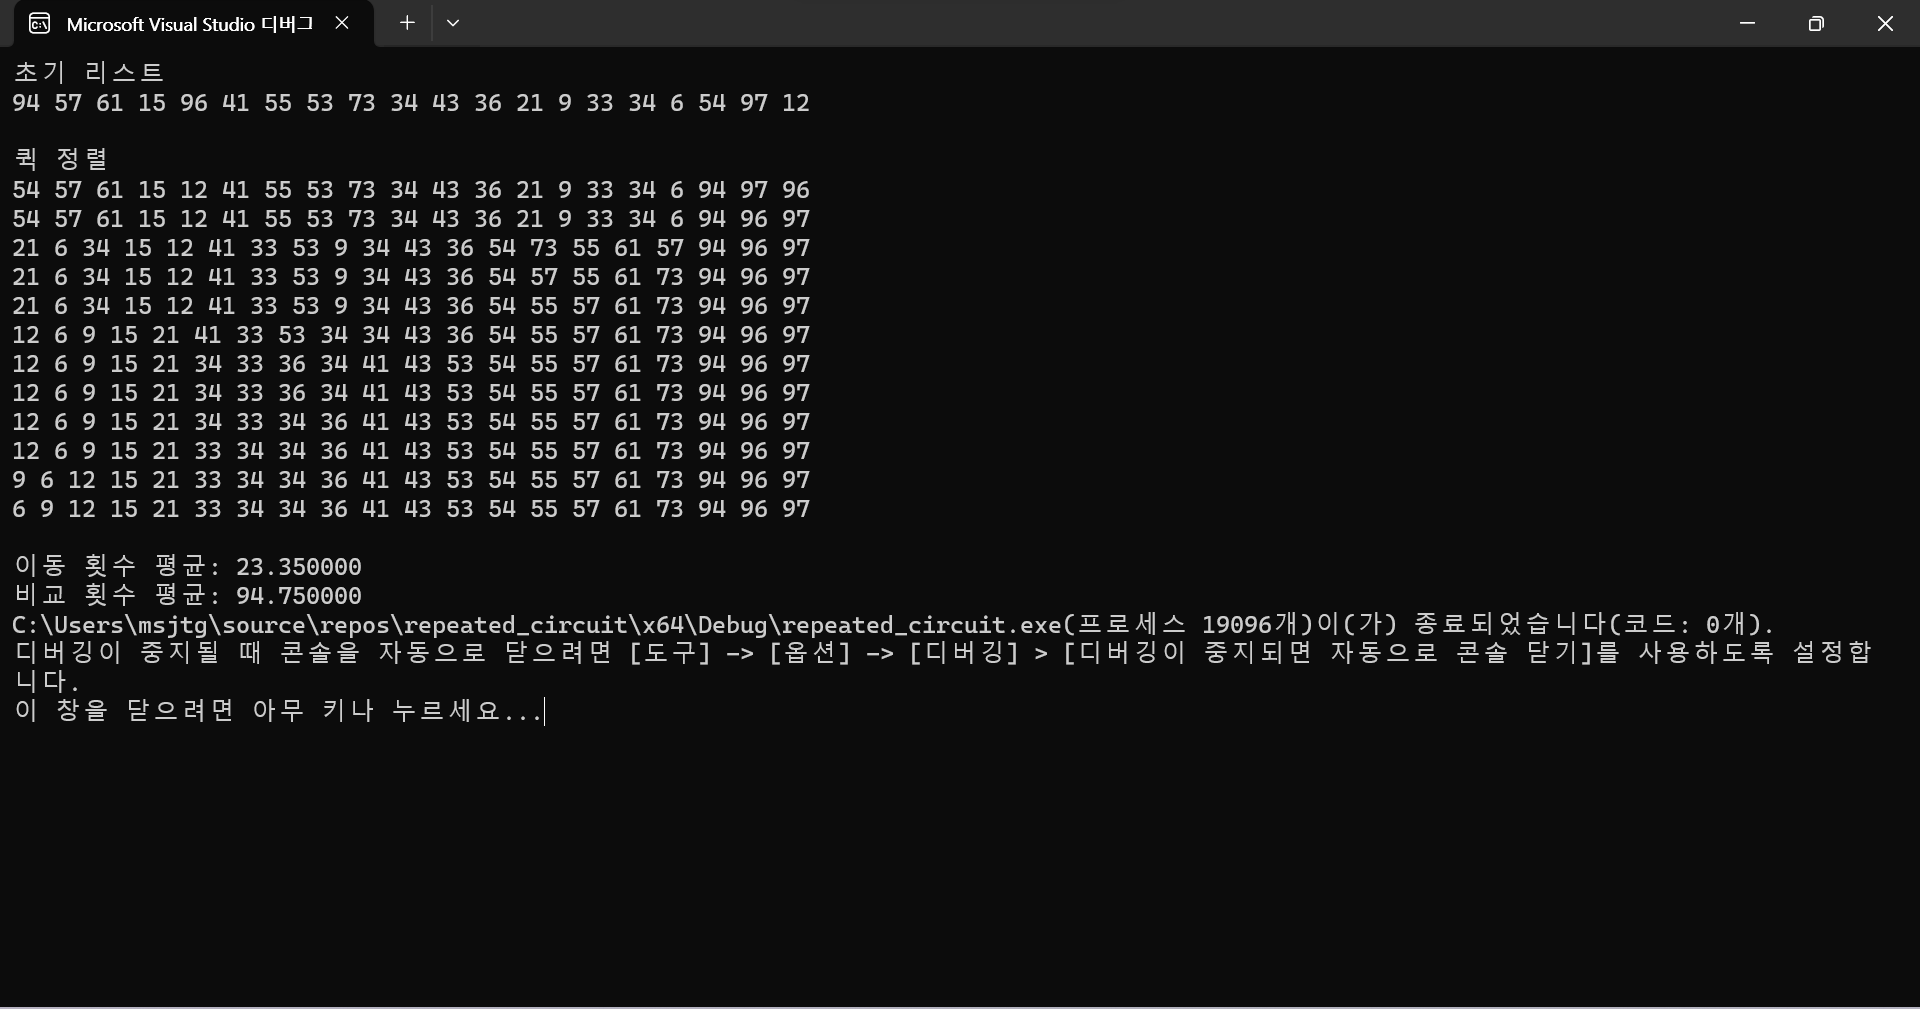 Microsoft Visual Studio 디버그
초기 리스트
94 57 61 15 96 41 55 53 73 34 43 36 21 9 33 34 6 54 97 12
퀵 정렬
54 57 61 15 12 41 55 53 73 34 43 36 21 9 33 34 6 94 97 96
54 57 61 15 12 41 55 53 73 34 43 36 21 9 33 34 6 94 96 97
21 6 34 15 12 41 33 53 9 34 43 36 54 73 55 61 57 94 96 97
21 6 34 15 12 41 33 53 9 34 43 36 54 57 55 61 73 94 96 97
21 6 34 15 12 41 33 53 9 34 43 36 54 55 57 61 73 94 96 97
12 6 9 15 21 41 33 53 34 34 43 36 54 55 57 61 73 94 96 97
12 6 9 15 21 34 33 36 34 41 43 53 54 55 57 61 73 94 96 97
12 6 9 15 21 34 33 36 34 41 43 53 54 55 57 61 73 94 96 97
12 6 9 15 21 34 33 34 36 41 43 53 54 55 57 61 73 94 96 97
12 6 9 15 21 33 34 34 36 41 43 53 54 55 57 61 73 94 96 97
9 6 12 15 21 33 34 34 36 41 43 53 54 55 57 61 73 94 96 97
6 9 12 15 21 33 34 34 36 41 43 53 54 55 57 61 73 94 96 97
이동 횟수 평균: 23.350000
비교 횟수 평균: 94.750000
C:\Users\msjtg\source\repos\repeated_circuit\x64\Debug\repeated_circuit.exe(프로세스 19096개)이(가) 종료되었습니다(코드: 0개).
디버깅이 중지될 때 콘솔을 자동으로 닫으려면 [도구] -> [옵션] -> [디버깅] > [디버깅이 중지되면 자동으로 콘솔 닫기]를 사용하도록 설정합
니다.
이 창을 닫으려면 아무 키나 누르세요...